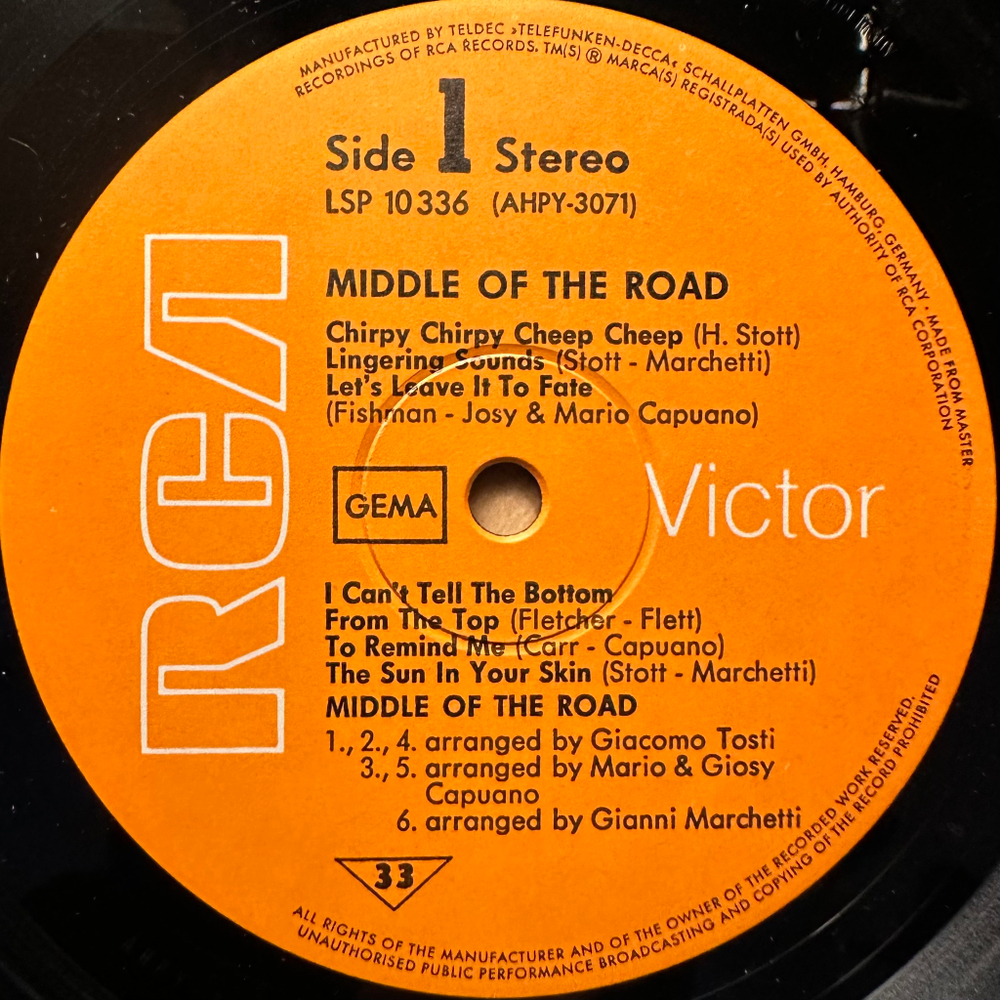 MANUFACTURED BY TELDEC »TELEFUNKEN-DECCA« SCHALLPLATTEN GMBH, HAMBURG, GERMANY · MADE FROM MASTER
RECORDINGS OF RCA RECORDS. TM(S) ® MARCA(S) REGISTRADA(S) USED BY AUTHORITY OF RCA CORPORATION
Side 1 Stereo
LSP 10336 (AHPY-3071)
MIDDLE OF THE ROAD
Chirpy Chirpy Cheep Cheep (H. Stott)
Lingering Sounds (Stott - Marchetti)
Let's Leave It To Fate
(Fishman - Josy & Mario Capuano)
RCA
GEMA
Victor
I Can't Tell The Bottom
From The Top (Fletcher - Flett)
To Remind Me (Carr - Capuano)
The Sun In Your Skin (Stott - Marchetti)
MIDDLE OF THE ROAD
1., 2., 4. arranged by Giacomo Tosti
3., 5. arranged by Mario & Giosy
Capuano
6. arranged by Gianni Marchetti
33
ALL RIGHTS OF THE MANUFACTURER AND OF THE OWNER OF THE RECORDED WORK RESERVED.
UNAUTHORISED PUBLIC PERFORMANCE BROADCASTING AND COPYING OF THE RECORD PROHIBITED